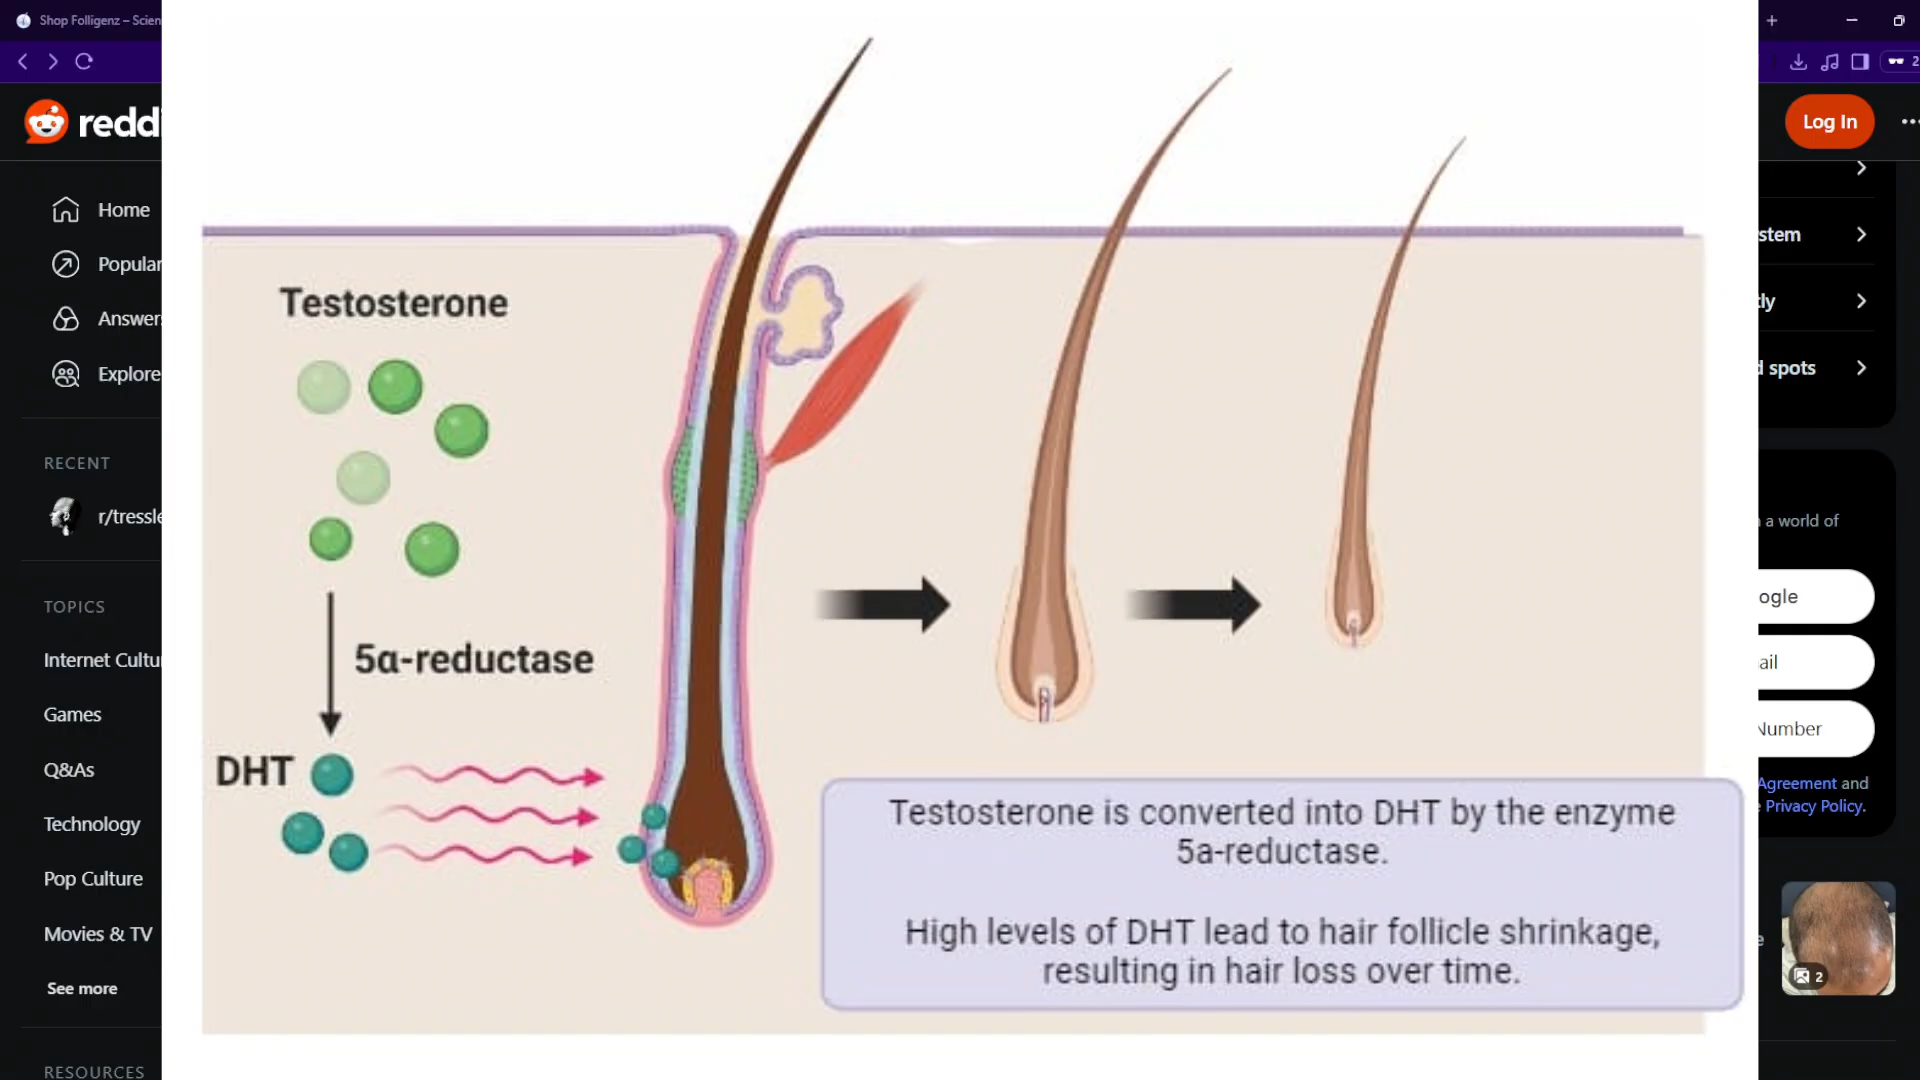 Shop Folligenz – Scien
2
reddi
Log In
Home
Popular
Answer
Explore
RECENT
r/tressle
TOPICS
Internet Cultu
Games
Q&As
Technology
Pop Culture
Movies & TV
See more
RESOURCES
Testosterone
5α-reductase
DHT
Testosterone is converted into DHT by the enzyme
5a-reductase.
High levels of DHT lead to hair follicle shrinkage,
resulting in hair loss over time.
stem
tly
d spots
a world of
ogle
ail
Number
Agreement and
Privacy Policy.
e
2